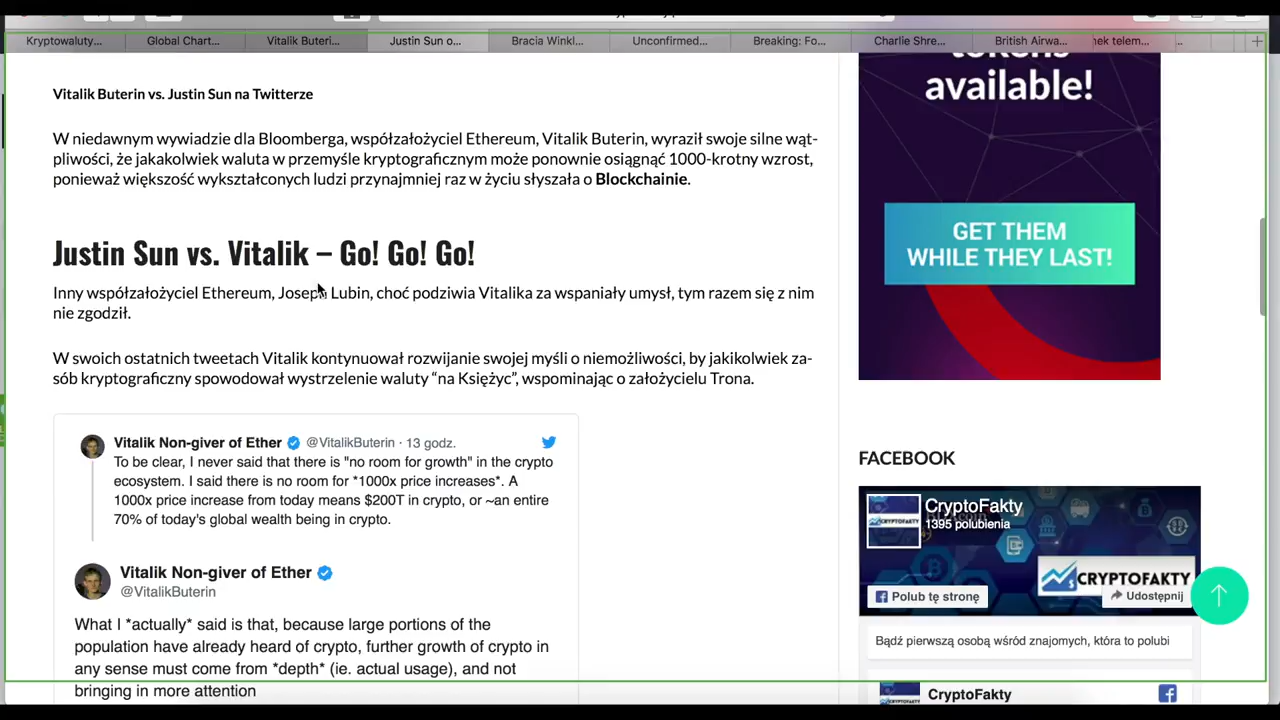 Kryptowaluty...
Global Chart...
Vitalik Buteri...
Justin Sun o...
Bracia Winkl...
Unconfirmed...
Breaking: Fo...
Charlie Shre...
British Airwa...
nek telem...
Vitalik Buterin vs. Justin Sun na Twitterze
W niedawnym wywiadzie dla Bloomberga, współzałożyciel Ethereum, Vitalik Buterin, wyraził swoje silne wąt-
pliwości, że jakakolwiek waluta w przemyśle kryptograficznym może ponownie osiągnąć 1000-krotny wzrost,
ponieważ większość wykształconych ludzi przynajmniej raz w życiu słyszała o Blockchainie.
Justin Sun vs. Vitalik – Go! Go! Go!
Inny współzałożyciel Ethereum, Joseph Lubin, choć podziwia Vitalika za wspaniały umysł, tym razem się z nim
nie zgodził.
W swoich ostatnich tweetach Vitalik kontynuował rozwijanie swojej myśli o niemożliwości, by jakikolwiek za-
sób kryptograficzny spowodował wystrzelenie waluty “na Księżyc”, wspominając o założycielu Trona.
Vitalik Non-giver of Ether @VitalikButerin · 13 godz.
To be clear, I never said that there is "no room for growth" in the crypto
ecosystem. I said there is no room for *1000x price increases*. A
1000x price increase from today means $200T in crypto, or ~an entire
70% of today's global wealth being in crypto.
Vitalik Non-giver of Ether
@VitalikButerin
What I *actually* said is that, because large portions of the
population have already heard of crypto, further growth of crypto in
any sense must come from *depth* (ie. actual usage), and not
bringing in more attention
tokens
available!
GET THEM
WHILE THEY LAST!
FACEBOOK
CryptoFakty
1395 polubienia
CRYPTOFAKTY
CRYPTOFAKTY
Polub tę stronę
Udostępnij
Bądź pierwszą osobą wśród znajomych, która to polubi
CryptoFakty